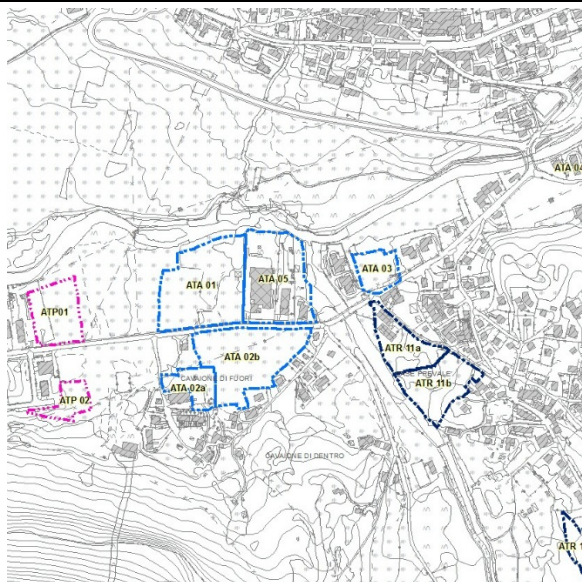 ATA 04
ATA 03
ATA 01
ATA 05
ATP01
ATR 11a
ATA 02b
CAVAIONE DI FUORI
ATA 02a
ATR 11b
ATP 02
CAVAIONE DI DENTRO
ATR 1